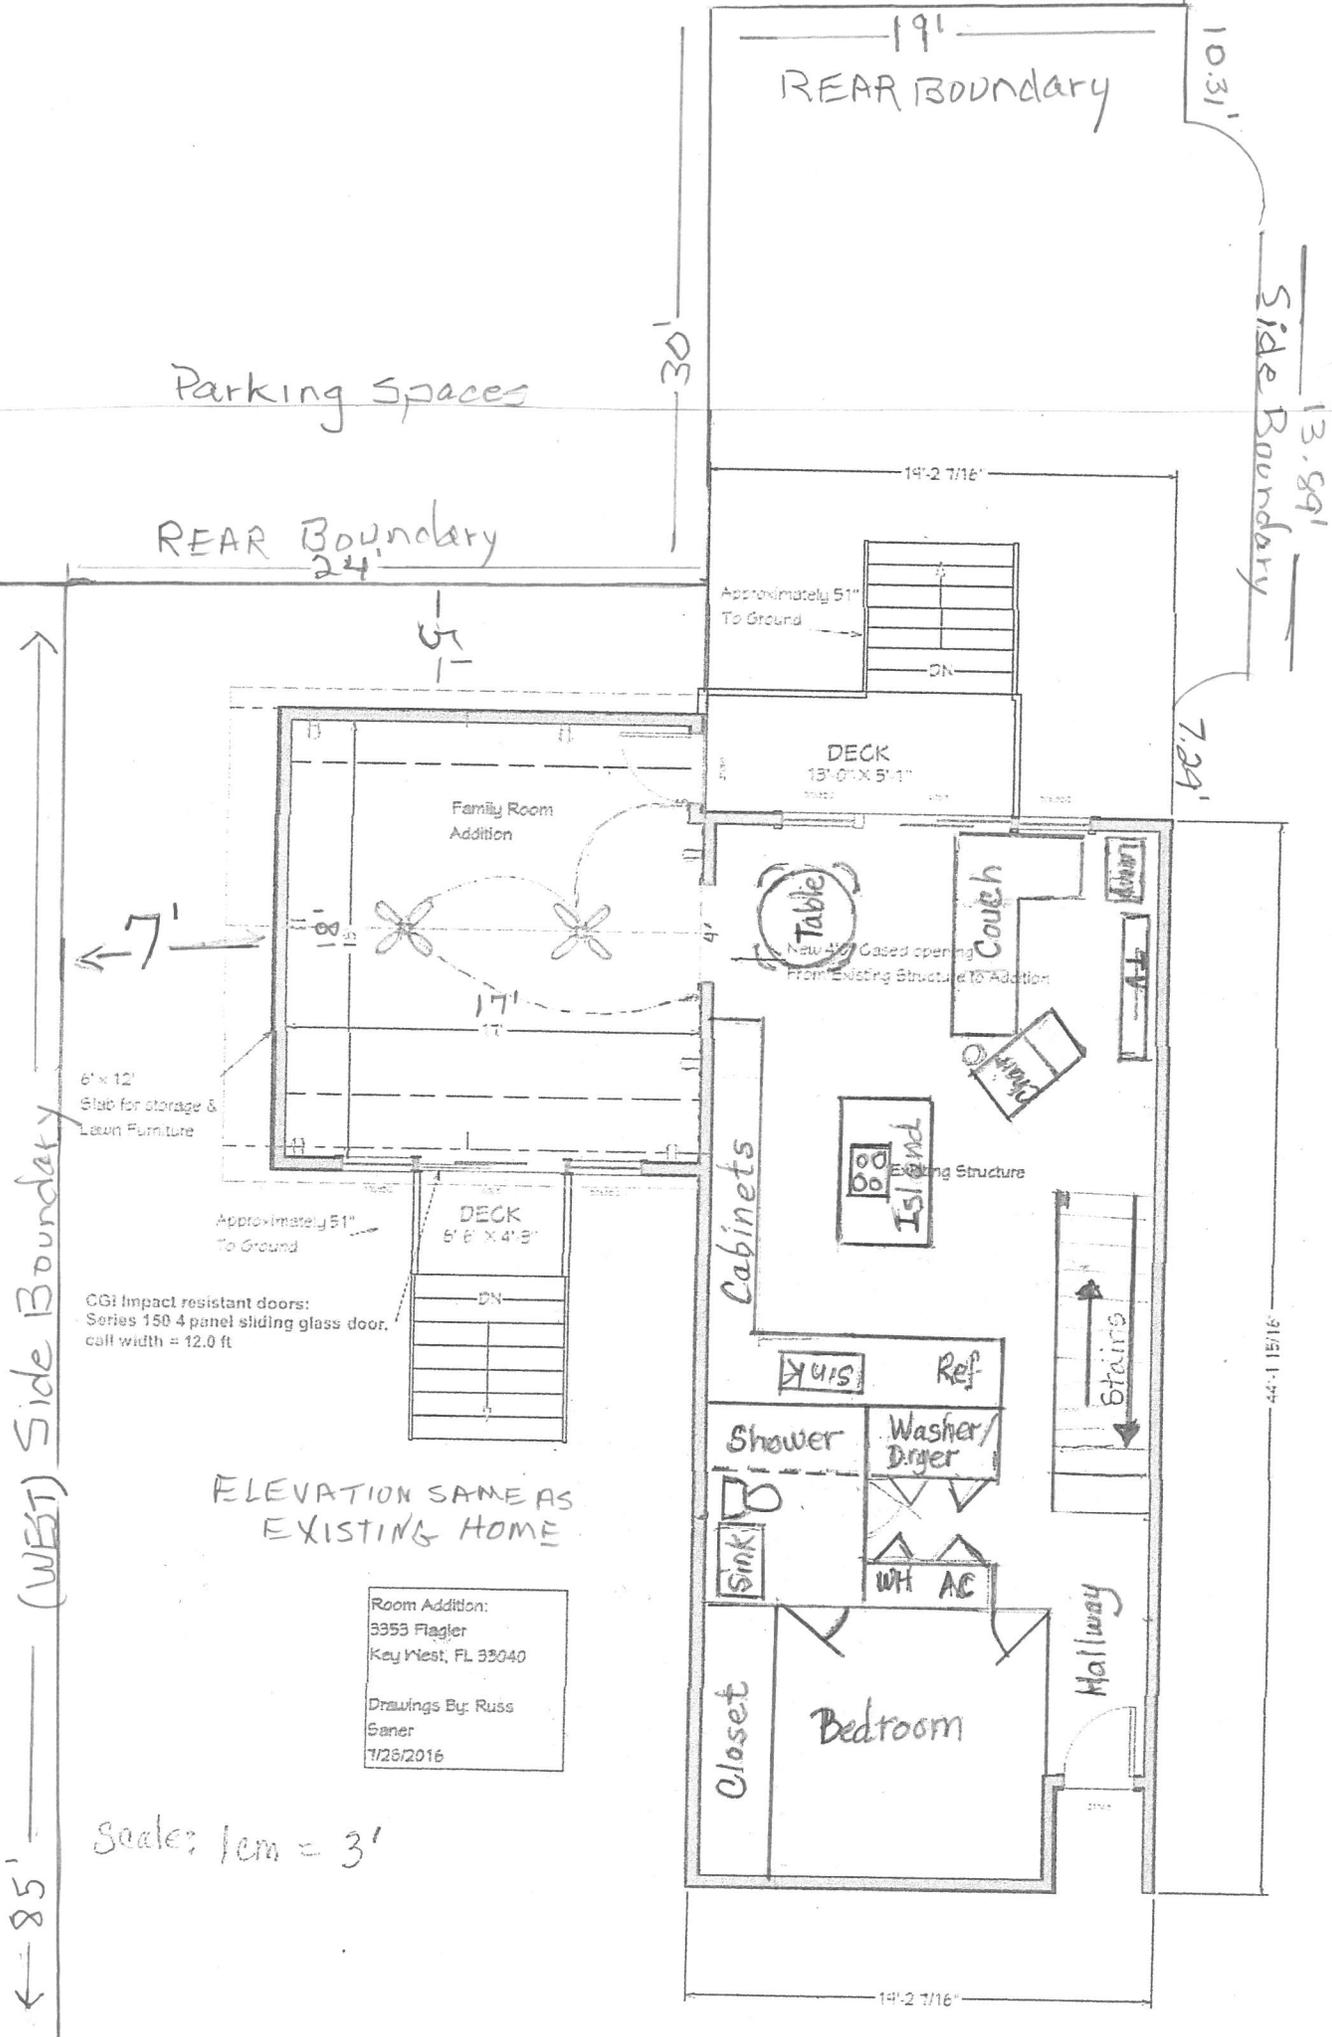 19'
REAR Boundary
10.31'
30'
Side Boundary
13.89'
Parking Spaces
19'-2 7/16"
REAR Boundary
24'
5'
Approximately 51"
To Ground
DN
DECK
13'-0" X 5'-1"
7.29'
Family Room
Addition
7'
18'
4'
Table
Couch
New 4'0" Cased opening
From Existing Structure to Addition
Chair
17'
17'
6' x 12'
Slab for storage &
Lawn Furniture
Island
Existing Structure
Cabinets
Approximately 51"
To Ground
DECK
DN
CGI Impact resistant doors:
Series 150 4 panel sliding glass door,
call width = 12.0 ft
Stairs
44'-1 15/16"
Sink
Ref
Shower
Washer/
Dryer
Sink
WH
AC
ELEVATION SAME AS
EXISTING HOME
(WEST) Side Boundary
85'
Room Addition:
3353 Flagler
Key West, FL 33040
Drawings By: Russ
Saner
7/28/2016
Hallway
Closet
Bedroom
Scale: 1cm = 3'
19'-2 7/16"